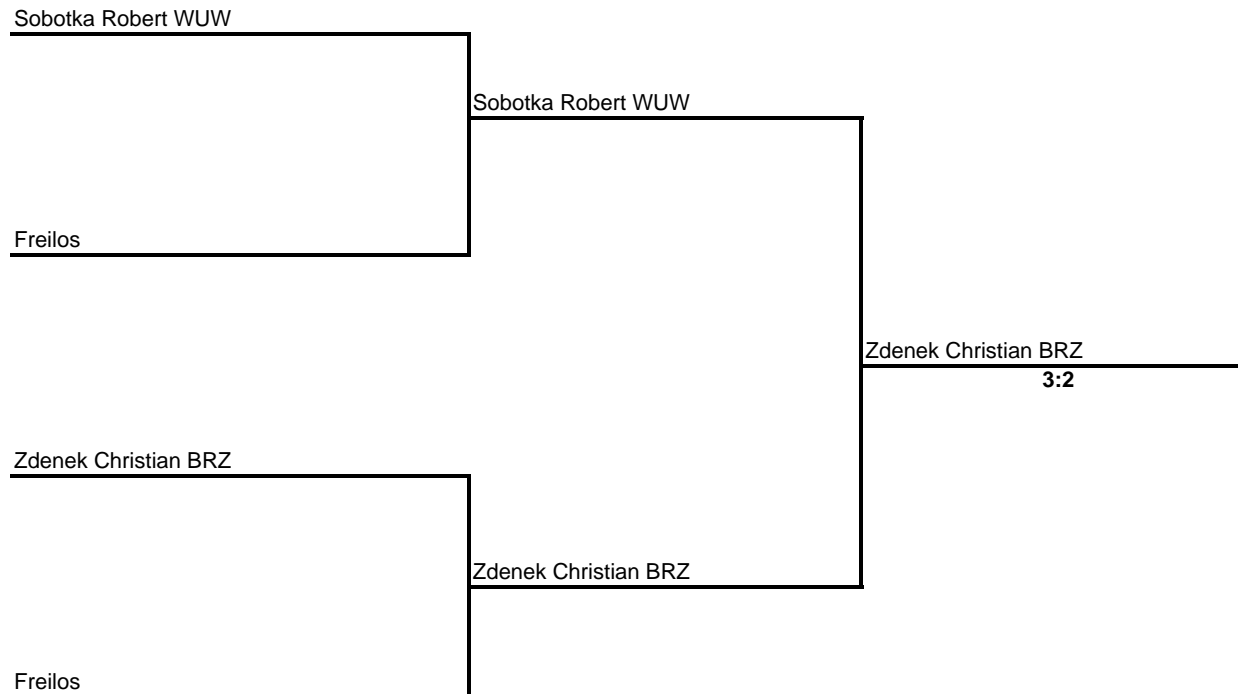 Sobotka Robert WUW
Sobotka Robert WUW
Freilos
Zdenek Christian BRZ
3:2
Zdenek Christian BRZ
Zdenek Christian BRZ
Freilos